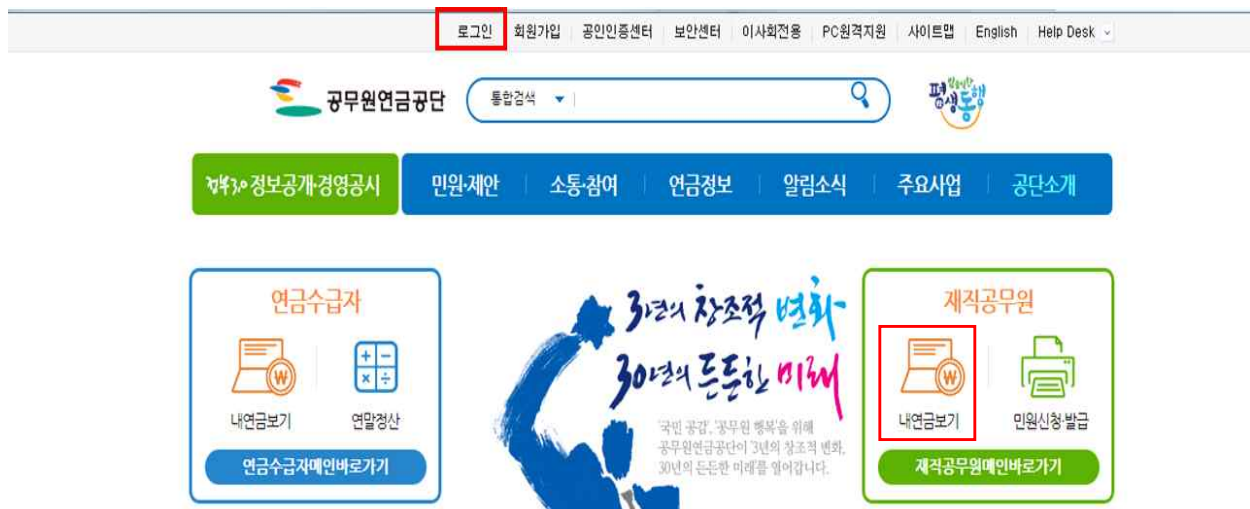 로그인 회원가입 공인인증센터 보안센터 이사회전용 PC원격지원 사이트맵 English Help Desk
공무원연금공단 통합검색 평생동행
정부3.0 정보공개·경영공시 민원·제안 소통·참여 연금정보 알림소식 주요사업 공단소개
연금수급자
내연금보기 연말정산
연금수급자메인바로가기
3년의 창조적 변화
30년의 든든한 미래
'국민 공감', '공무원 행복'을 위해
공무원연금공단이 '3년의 창조적 변화,
30년의 든든한 미래'를 열어갑니다.
재직공무원
내연금보기 민원신청·발급
재직공무원메인바로가기